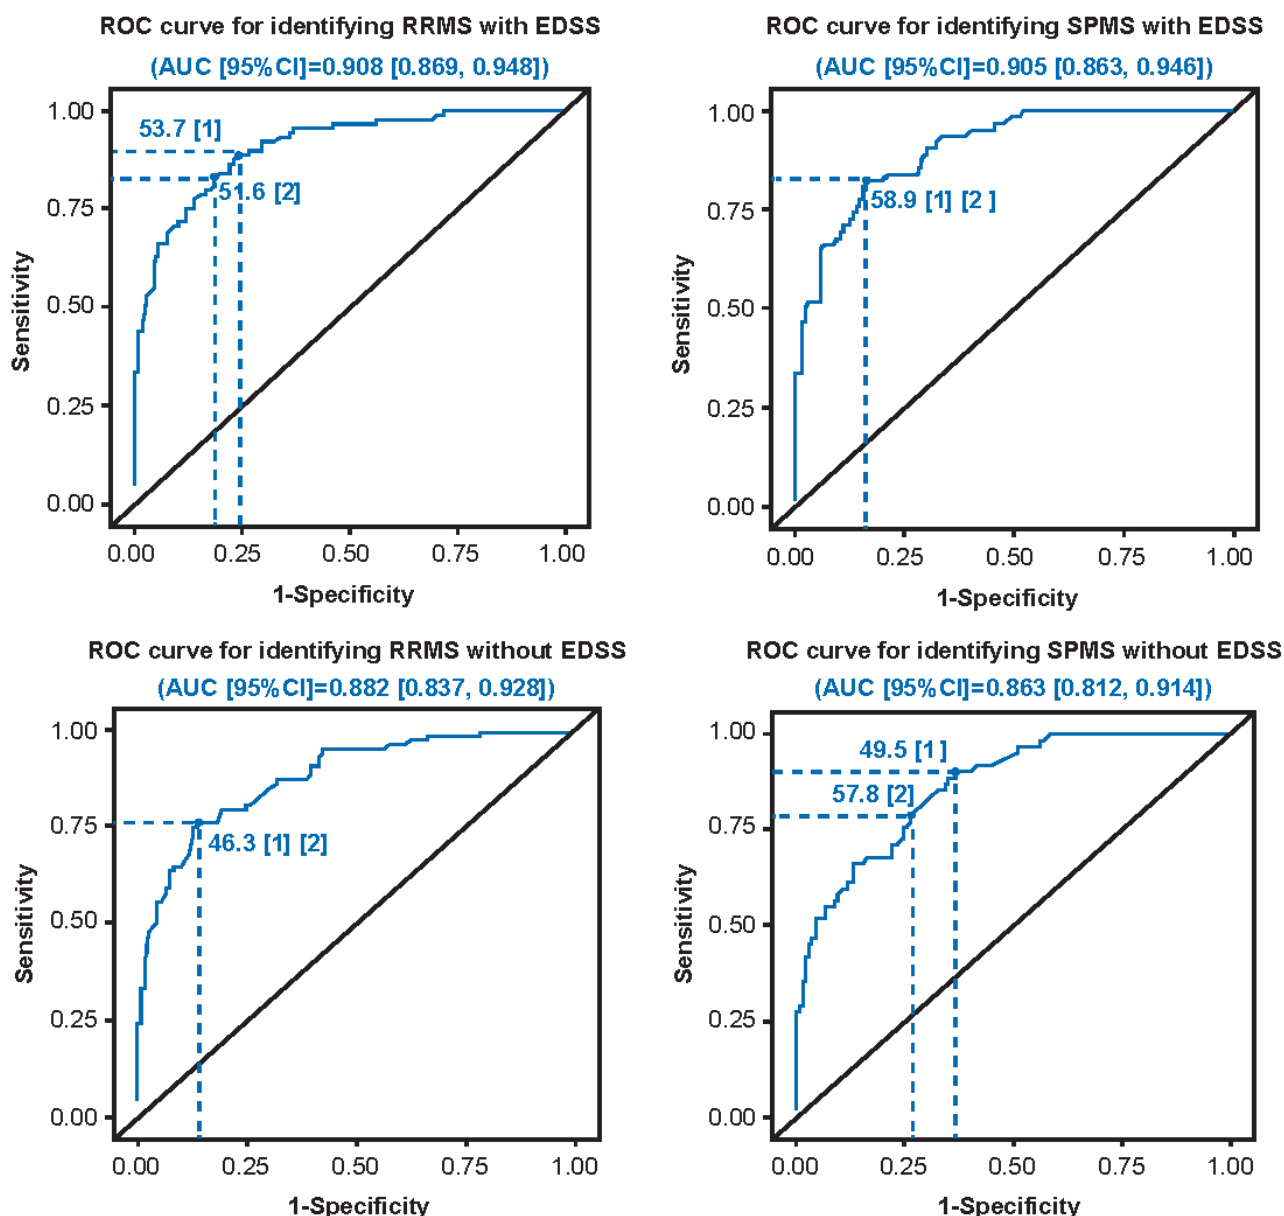 ROC curve for identifying RRMS with EDSS
(AUC [95%CI]=0.908 [0.869, 0.948])
1.00
0.75
0.50
0.25
0.00
Sensitivity
53.7 [1]
51.6 [2]
0.00 0.25 0.50 0.75 1.00
1-Specificity
ROC curve for identifying SPMS with EDSS
(AUC [95%CI]=0.905 [0.863, 0.946])
1.00
0.75
0.50
0.25
0.00
Sensitivity
58.9 [1] [2 ]
0.00 0.25 0.50 0.75 1.00
1-Specificity
ROC curve for identifying RRMS without EDSS
(AUC [95%CI]=0.882 [0.837, 0.928])
1.00
0.75
0.50
0.25
0.00
Sensitivity
46.3 [1] [2]
0.00 0.25 0.50 0.75 1.00
1-Specificity
ROC curve for identifying SPMS without EDSS
(AUC [95%CI]=0.863 [0.812, 0.914])
1.00
0.75
0.50
0.25
0.00
Sensitivity
49.5 [1 ]
57.8 [2]
0.00 0.25 0.50 0.75 1.00
1-Specificity